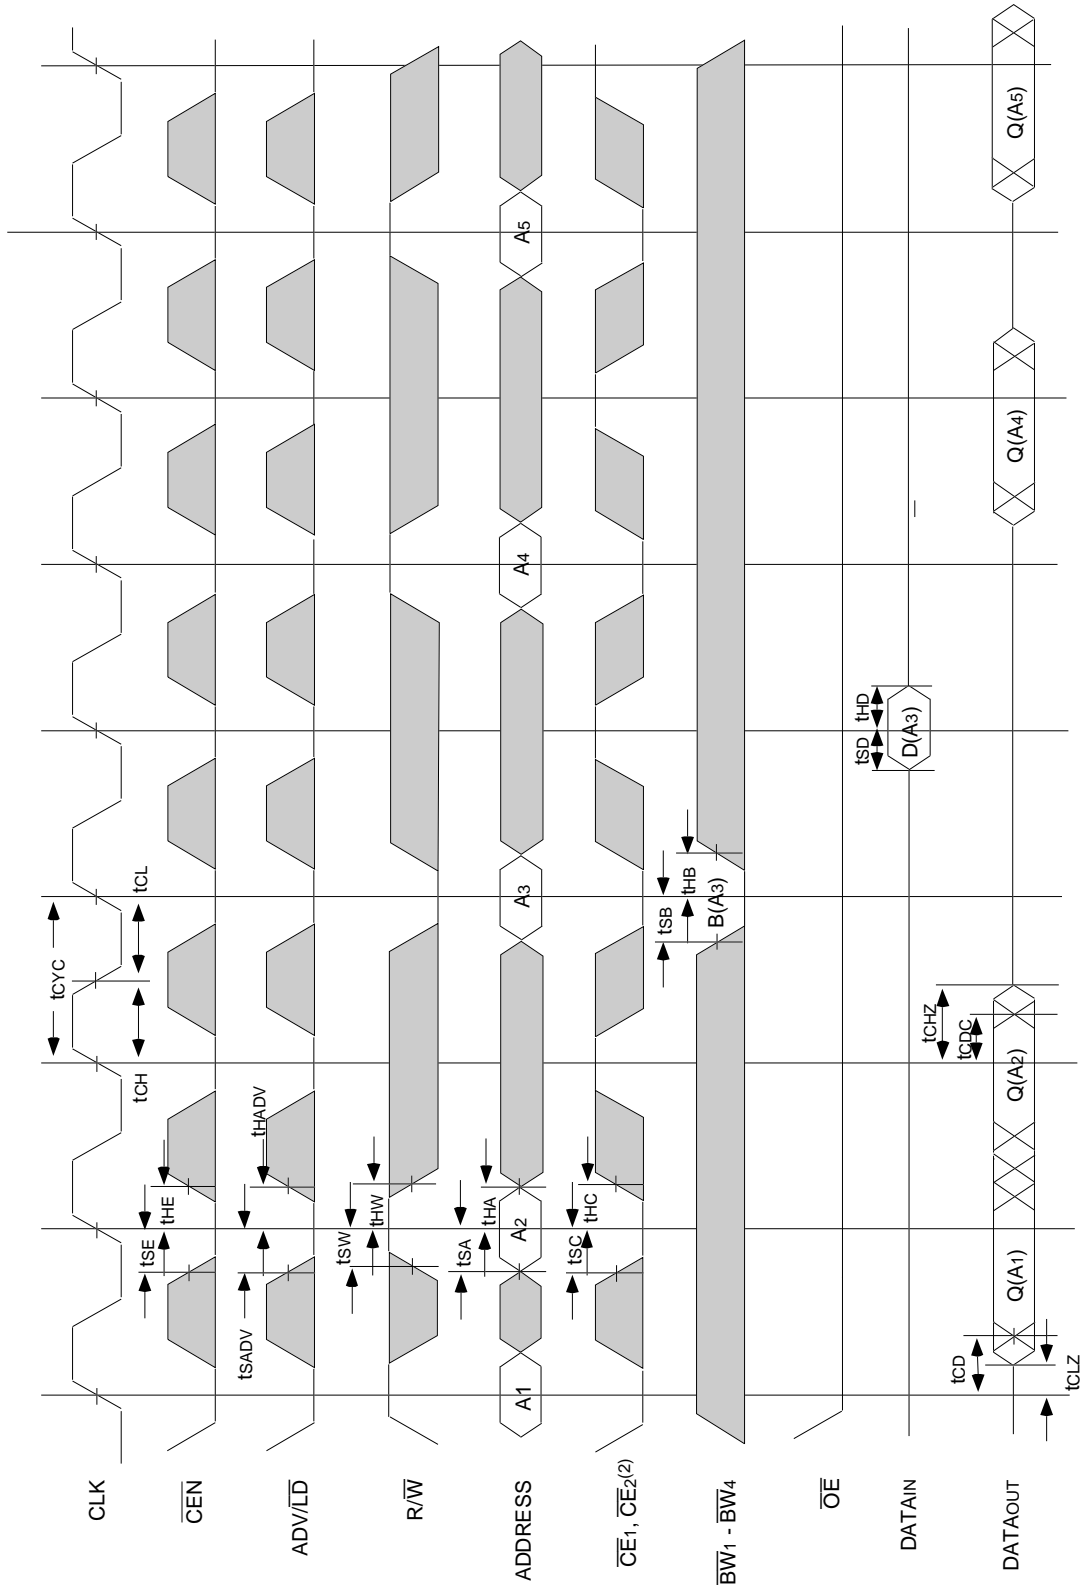 CLK
tCYC
tCH
tCL
CEN
tSE
tHE
ADV/LD
tSADV
tHADV
R/W
tSW
tHW
ADDRESS
A1
tSA
tHA
A2
A3
A4
A5
CE1, CE2(2)
tSC
tHC
BW1 - BW4
tSB
tHB
B(A3)
OE
DATAIN
tSD
tHD
D(A3)
DATAOUT
tCD
tCLZ
Q(A1)
tCHZ
tCDC
Q(A2)
Q(A4)
Q(A5)